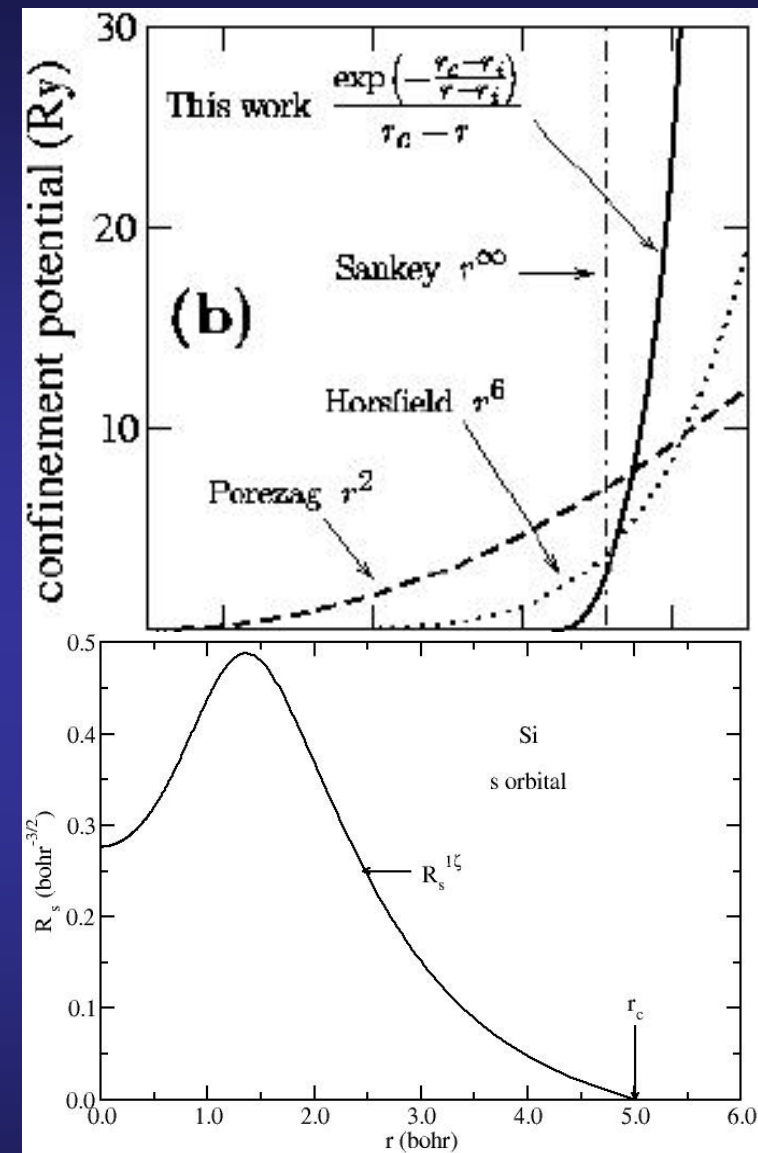 30
20
10
confinement potential (Ry)
(b)
This work exp(-(r_c-r_i)/(r-r_i))/(r_c-r)
Sankey r^∞
Horsfield r^6
Porezag r^2
0.5
0.4
0.3
0.2
0.1
0.0
R_s (bohr^-3/2)
Si
s orbital
R_s^1ζ
r_c
0.0 1.0 2.0 3.0 4.0 5.0 6.0
r (bohr)